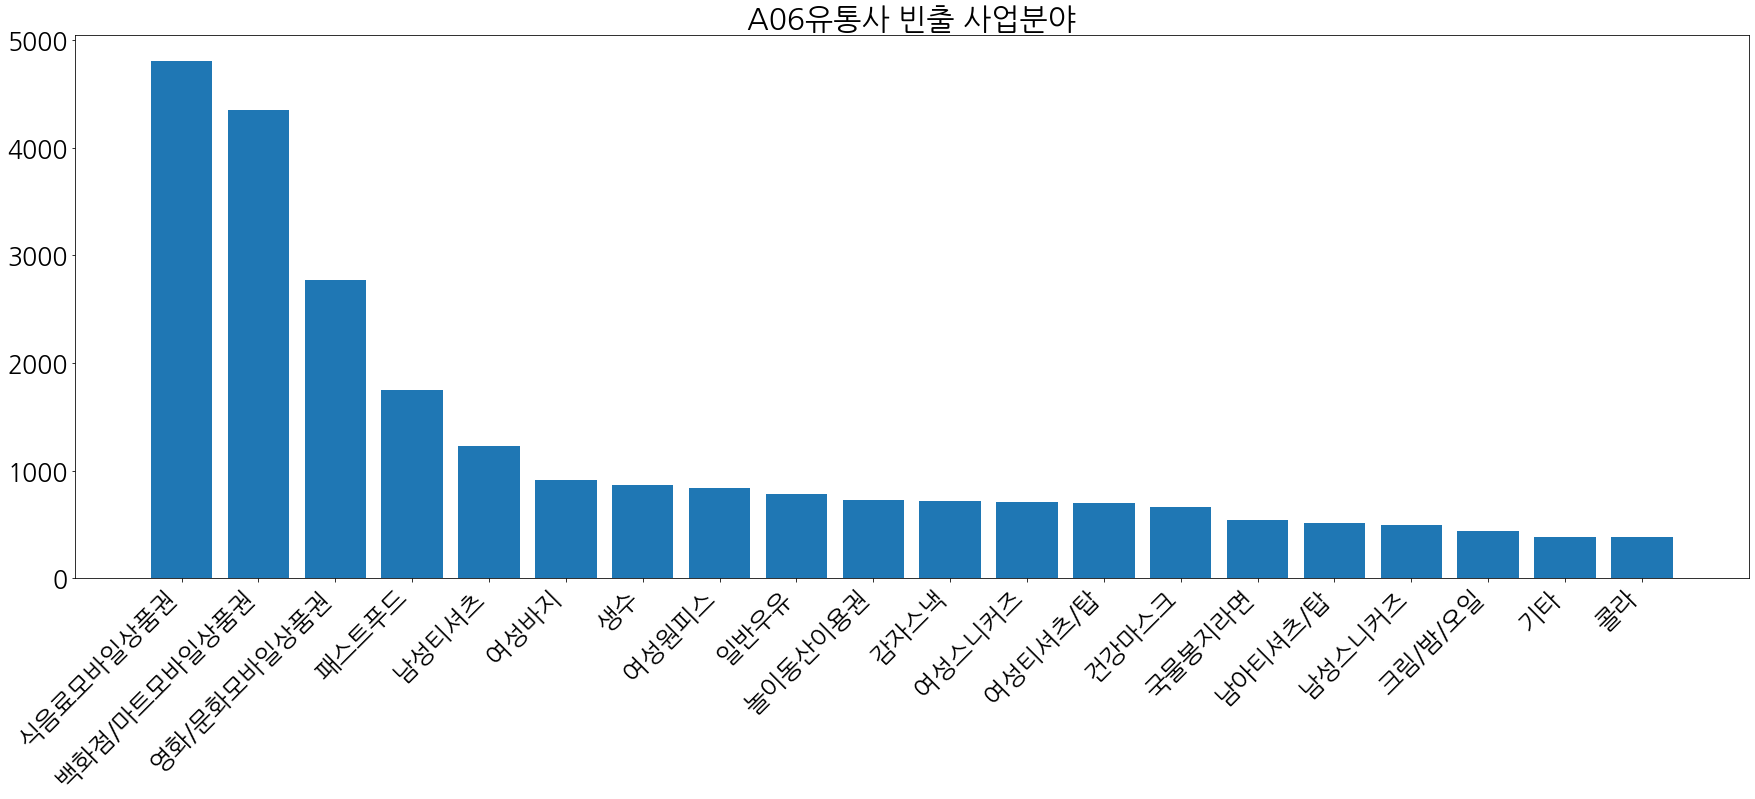 A06유통사 빈출 사업분야
5000
4000
3000
2000
1000
0
식음료모바일상품권
백화점/마트모바일상품권
영화/문화모바일상품권
패스트푸드
남성티셔츠
여성바지
생수
여성원피스
일반우유
놀이동산이용권
감자스낵
여성스니커즈
여성티셔츠/탑
건강마스크
국물봉지라면
남아티셔츠/탑
남성스니커즈
크림/밤/오일
기타
콜라